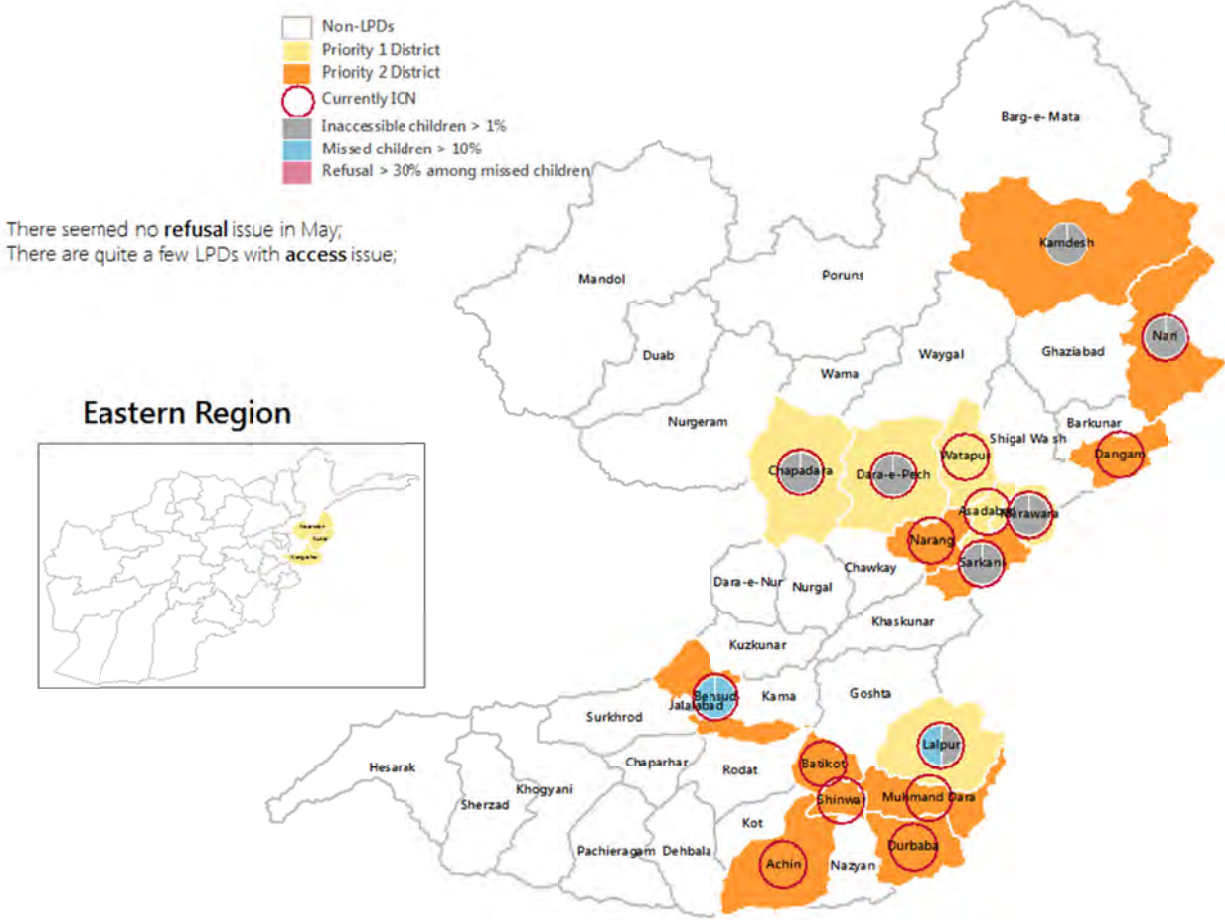 Non-LPDs
Priority 1 District
Priority 2 District
Currently ICN
Inaccessible children > 1%
Missed children > 10%
Refusal > 30% among missed children
There seemed no refusal issue in May;
There are quite a few LPDs with access issue;
Eastern Region
Barg-e-Mata
Kamdesh
Mandol
Poruns
Nari
Duab
Waygal
Ghaziabad
Wama
Nurgeram
Barkunar
Shigal Wa sh
Dangam
Watapur
Chapadara
Dara-e-Pech
Asadabad
Marawara
Narang
Sarkani
Chawkay
Dara-e-Nur
Nurgal
Khaskunar
Kuzkunar
Behsud
Kama
Goshta
Jalalabad
Surkhrod
Lalpur
Chaparhar
Rodat
Batikot
Hesarak
Khogyani
Sherzad
Shinwa
Muhmand Dara
Kot
Pachieragam
Dehbala
Durbaba
Achin
Nazyan